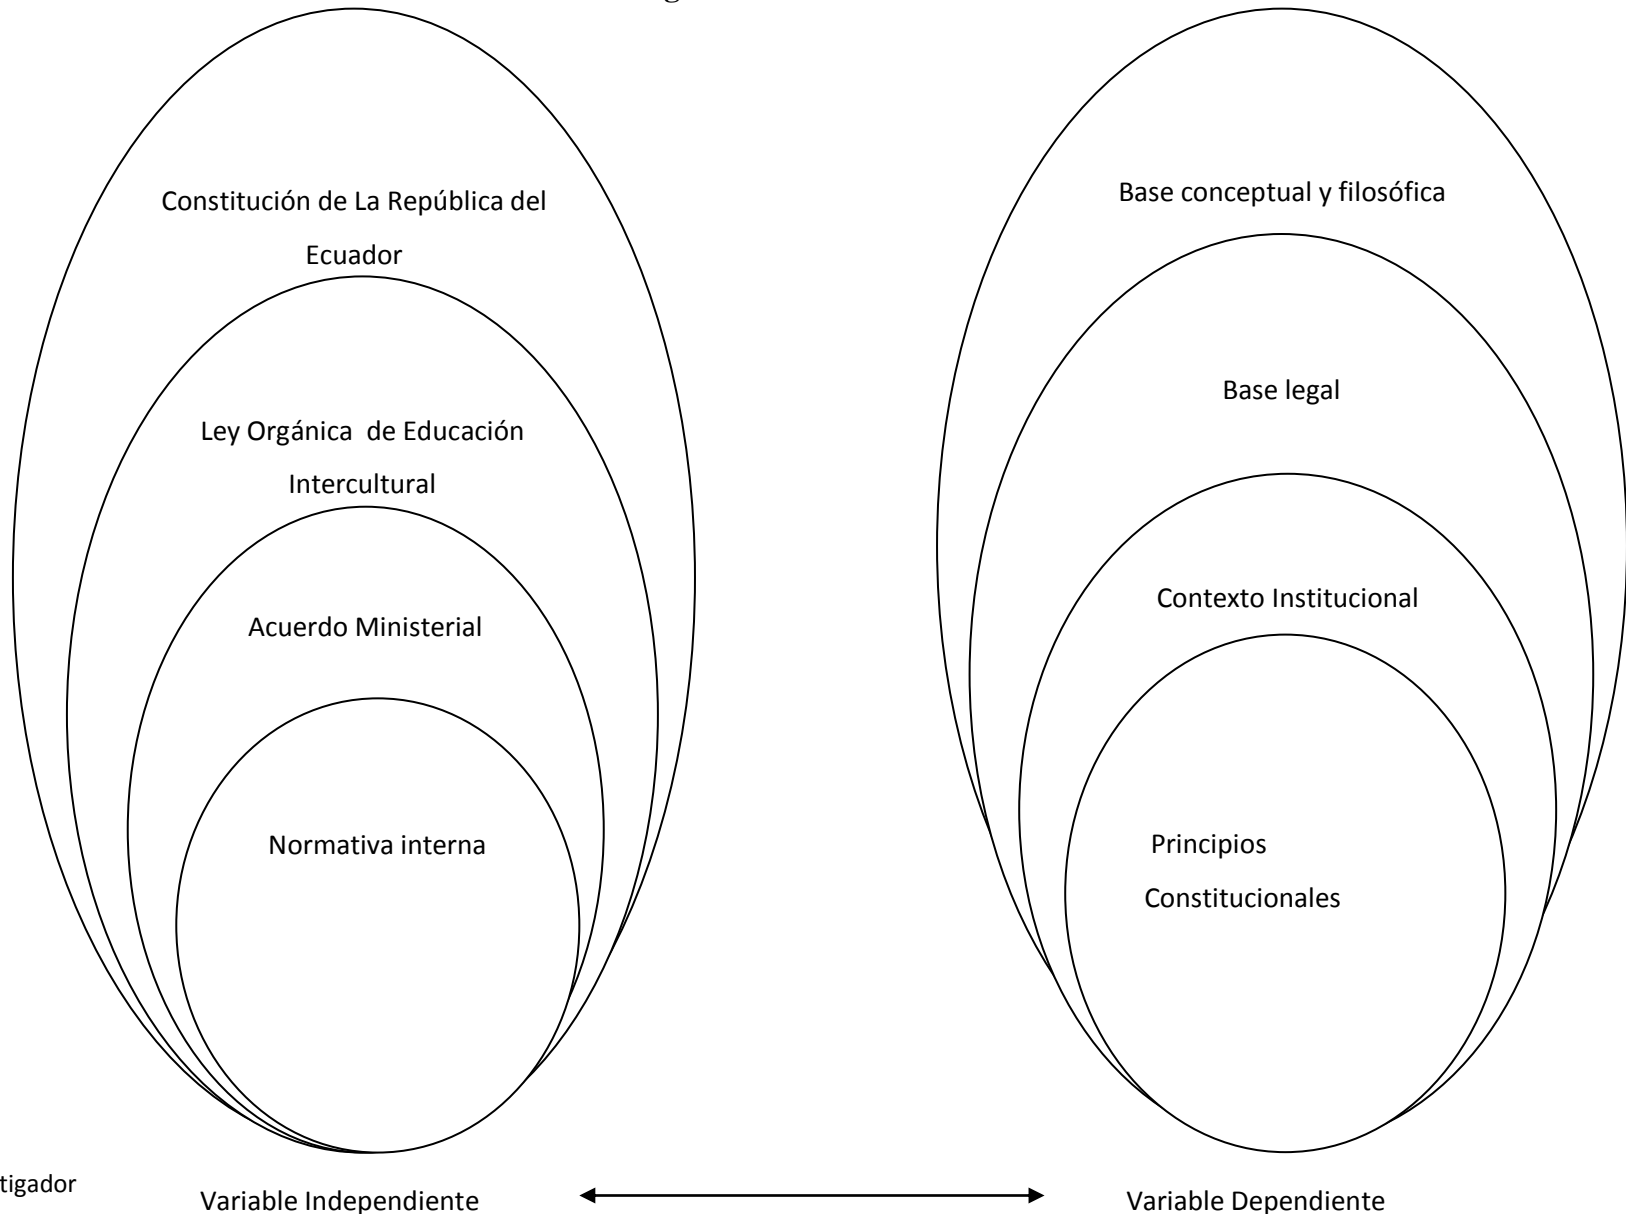 Constitución de La República del
Ecuador
Ley Orgánica de Educación
Intercultural
Acuerdo Ministerial
Normativa interna
Base conceptual y filosófica
Base legal
Contexto Institucional
Principios
Constitucionales
tigador
Variable Independiente
Variable Dependiente